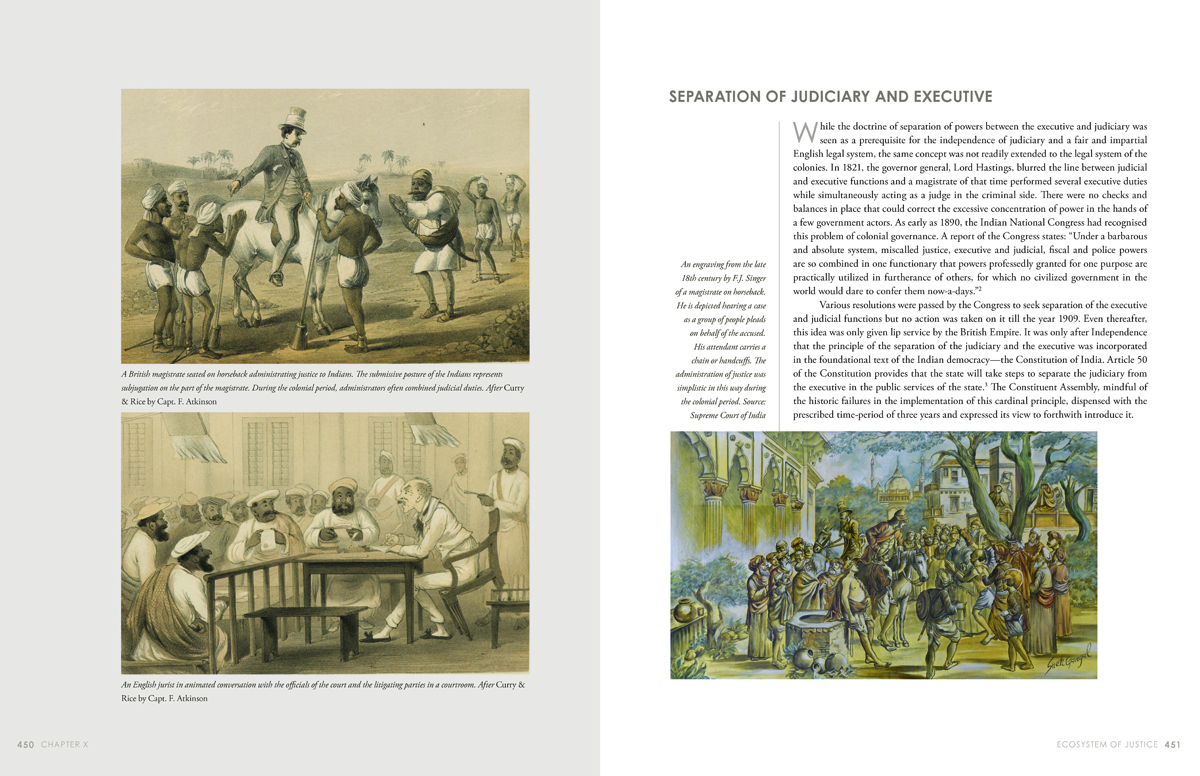 A British magistrate seated on horseback administrating justice to Indians. The submissive posture of the Indians represents
subjugation on the part of the magistrate. During the colonial period, administrators often combined judicial duties. After Curry
& Rice by Capt. F. Atkinson
An English jurist in animated conversation with the officials of the court and the litigating parties in a courtroom. After Curry &
Rice by Capt. F. Atkinson
450 CHAPTER X
SEPARATION OF JUDICIARY AND EXECUTIVE
While the doctrine of separation of powers between the executive and judiciary was
seen as a prerequisite for the independence of judiciary and a fair and impartial
English legal system, the same concept was not readily extended to the legal system of the
colonies. In 1821, the governor general, Lord Hastings, blurred the line between judicial
and executive functions and a magistrate of that time performed several executive duties
while simultaneously acting as a judge in the criminal side. There were no checks and
balances in place that could correct the excessive concentration of power in the hands of
a few government actors. As early as 1890, the Indian National Congress had recognised
this problem of colonial governance. A report of the Congress states: “Under a barbarous
and absolute system, miscalled justice, executive and judicial, fiscal and police powers
are so combined in one functionary that powers professedly granted for one purpose are
practically utilized in furtherance of others, for which no civilized government in the
world would dare to confer them now-a-days.”2
Various resolutions were passed by the Congress to seek separation of the executive
and judicial functions but no action was taken on it till the year 1909. Even thereafter,
this idea was only given lip service by the British Empire. It was only after Independence
that the principle of the separation of the judiciary and the executive was incorporated
in the foundational text of the Indian democracy—the Constitution of India. Article 50
of the Constitution provides that the state will take steps to separate the judiciary from
the executive in the public services of the state.3 The Constituent Assembly, mindful of
the historic failures in the implementation of this cardinal principle, dispensed with the
prescribed time-period of three years and expressed its view to forthwith introduce it.
An engraving from the late
18th century by F.J. Singer
of a magistrate on horseback.
He is depicted hearing a case
as a group of people pleads
on behalf of the accused.
His attendant carries a
chain or handcuffs. The
administration of justice was
simplistic in this way during
the colonial period. Source:
Supreme Court of India
ECOSYSTEM OF JUSTICE 451